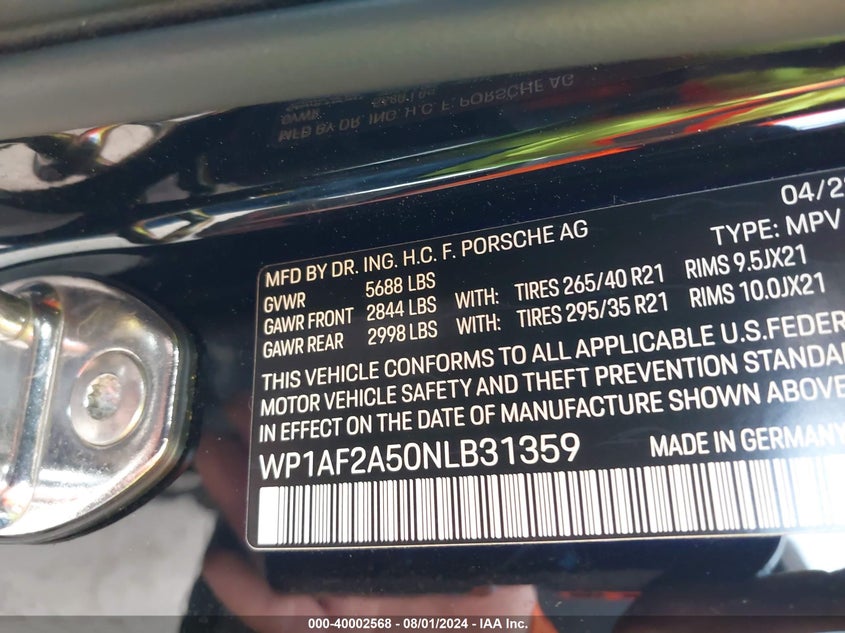 04/2
MFD BY DR. ING. H.C. F. PORSCHE AG TYPE: MPV
GVWR 5688 LBS
GAWR FRONT 2844 LBS WITH: TIRES 265/40 R21 RIMS 9.5JX21
GAWR REAR 2998 LBS WITH: TIRES 295/35 R21 RIMS 10.0JX21
THIS VEHICLE CONFORMS TO ALL APPLICABLE U.S.FEDER
MOTOR VEHICLE SAFETY AND THEFT PREVENTION STANDA
IN EFFECT ON THE DATE OF MANUFACTURE SHOWN ABOVE
WP1AF2A50NLB31359 MADE IN GERMANY
000-40002568 - 08/01/2024 - IAA Inc.